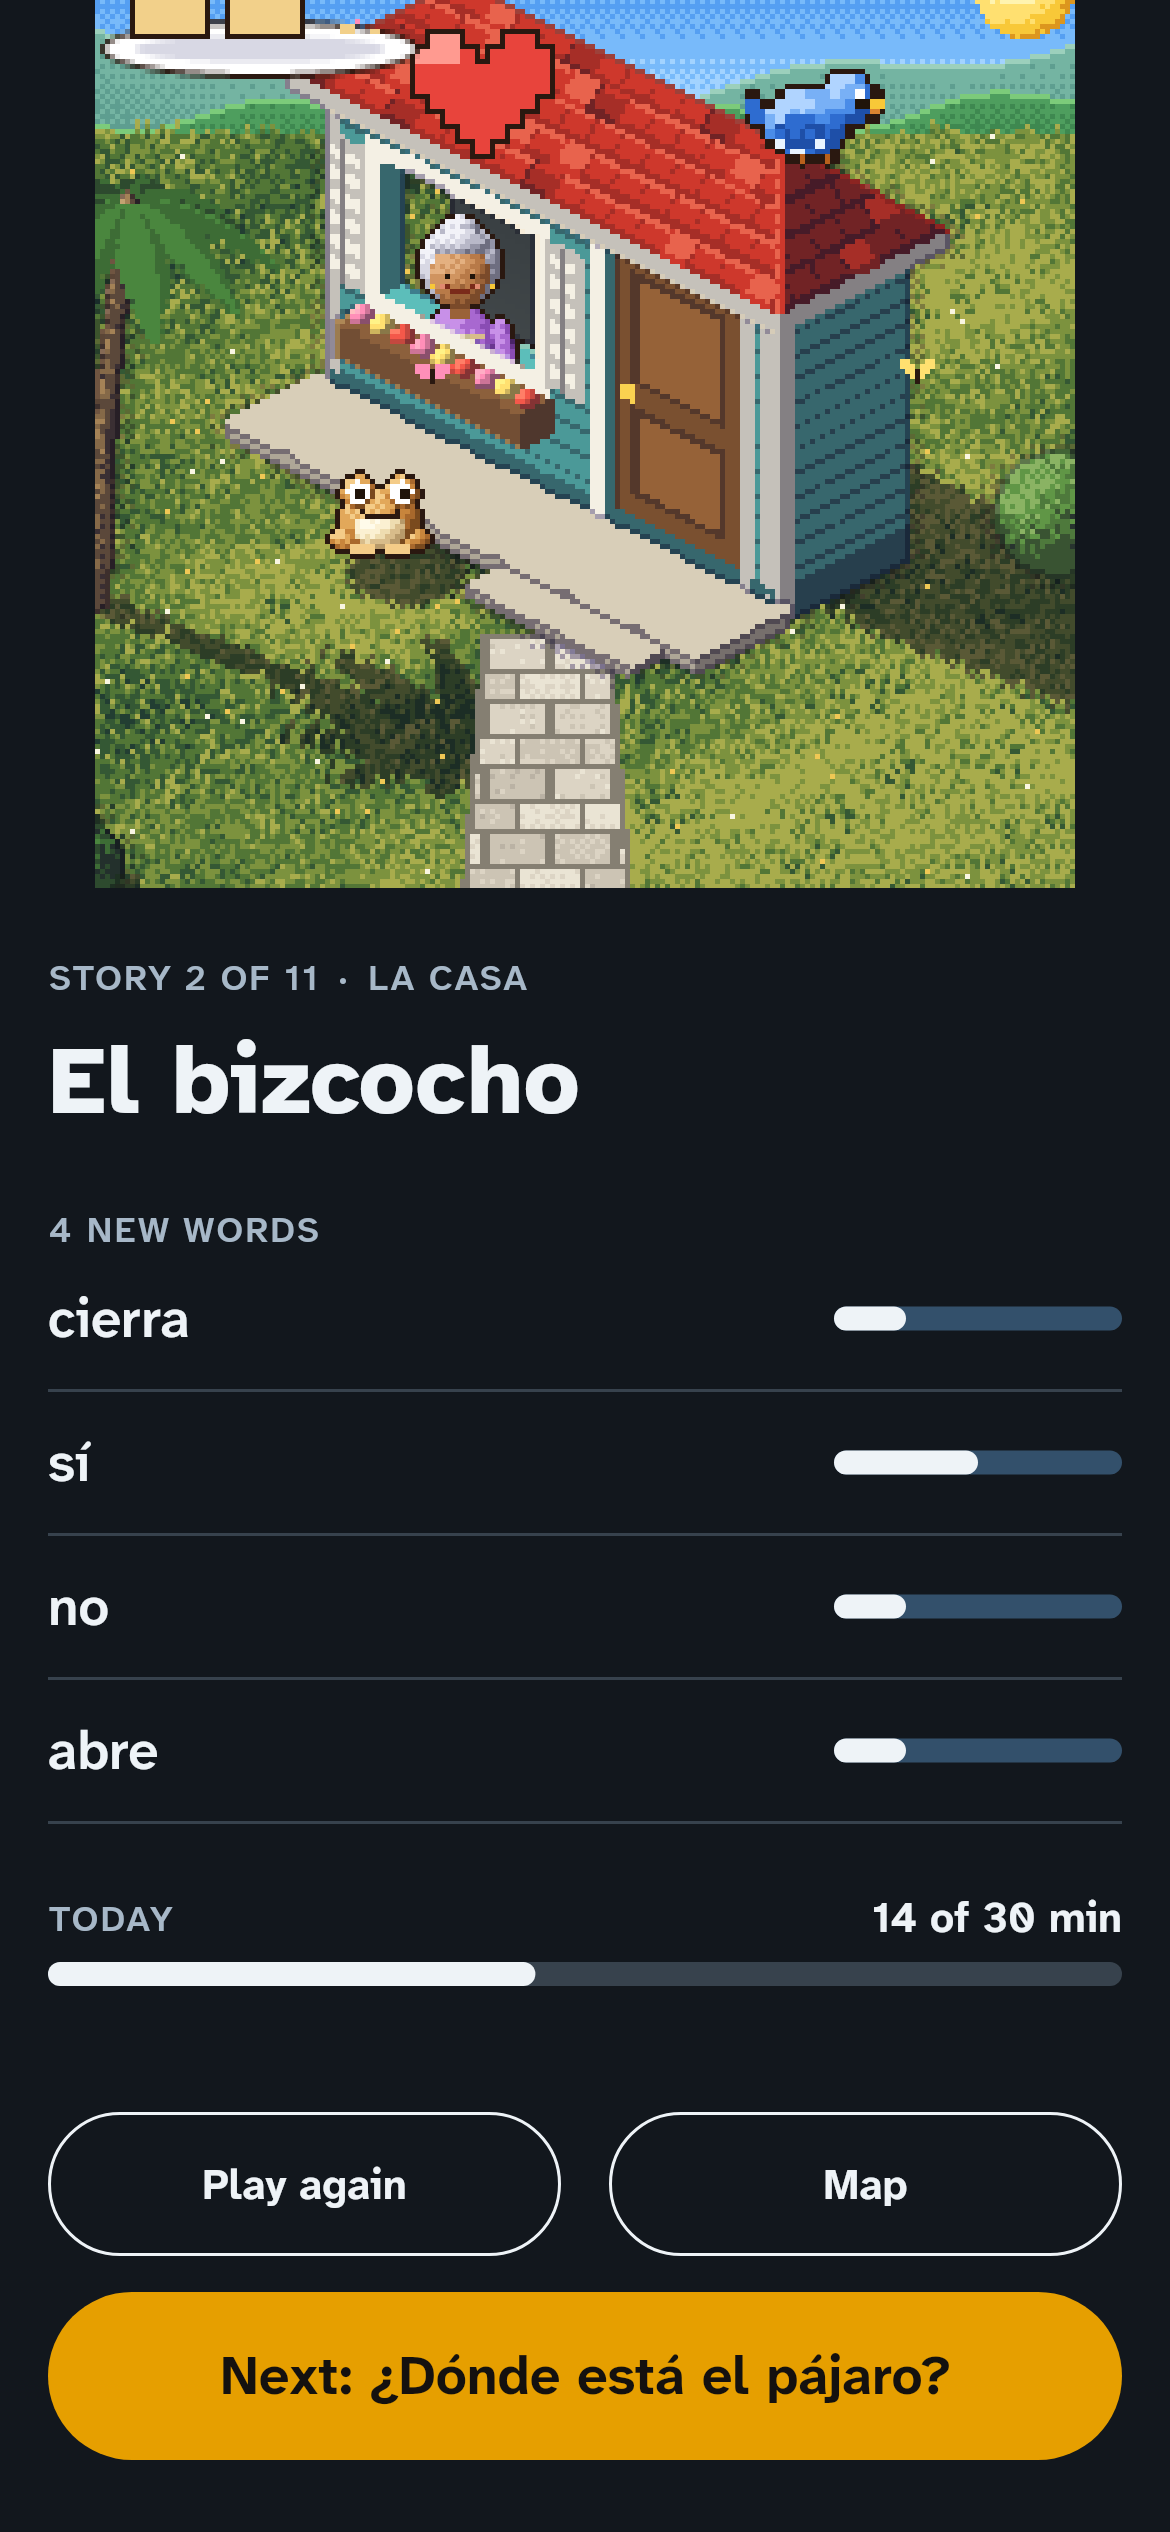 STORY 2 OF 11 · LA CASA
El bizcocho
4 NEW WORDS
cierra
sí
no
abre
TODAY
14 of 30 min
Play again
Map
Next: ¿Dónde está el pájaro?